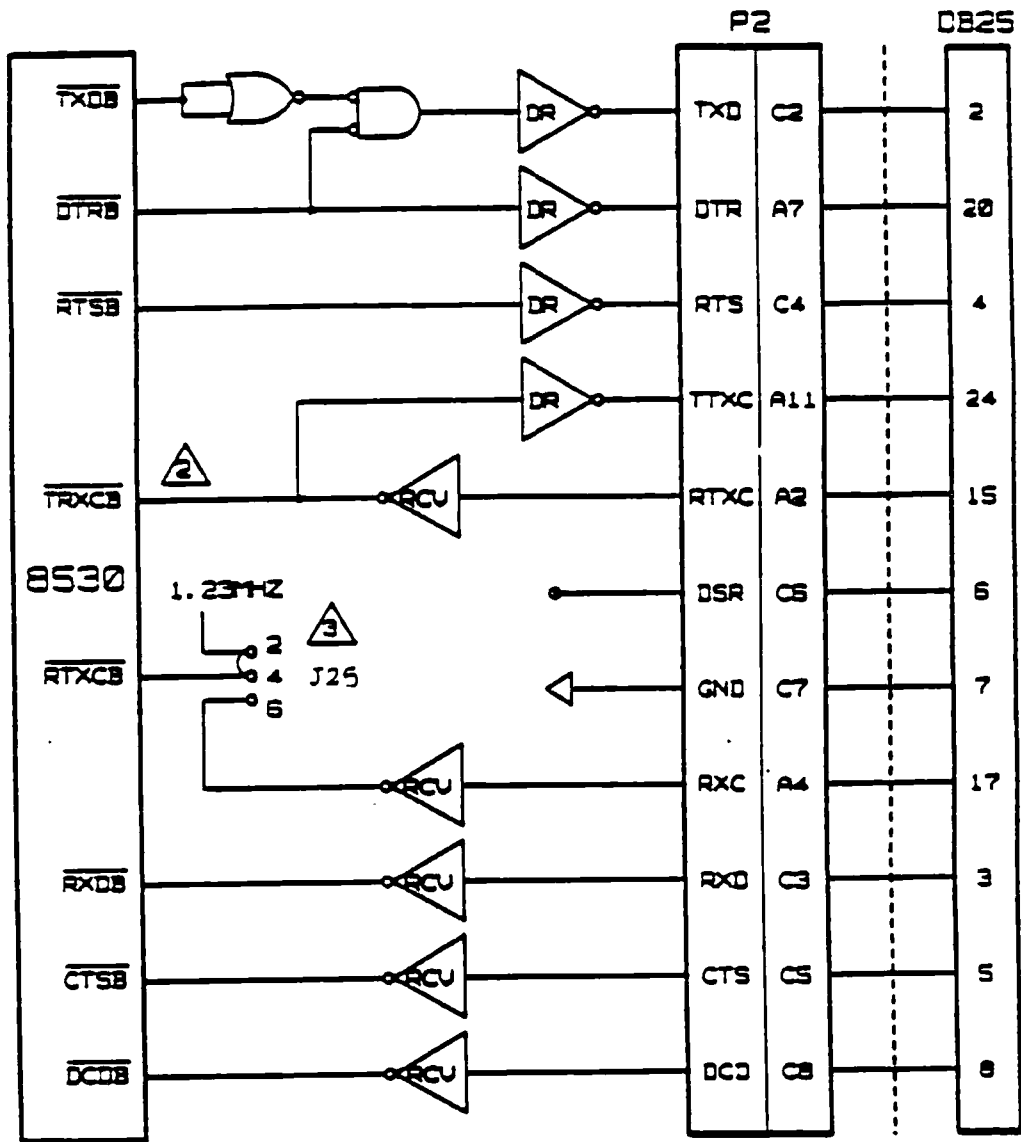 P2 DB25
TXDB DR TXD C2 2
DTRB DR DTR A7 20
RTSB DR RTS C4 4
DR TTXC A11 24
2
TRXCB RCV RTXC A2 15
8530
1.23MHZ DSR C6 6
3
2
RTXCB 4 J25 GND C7 7
6
RCV RXC A4 17
RXDB RCV RXD C3 3
CTSB RCV CTS C5 5
DCDB RCV DCD C8 8